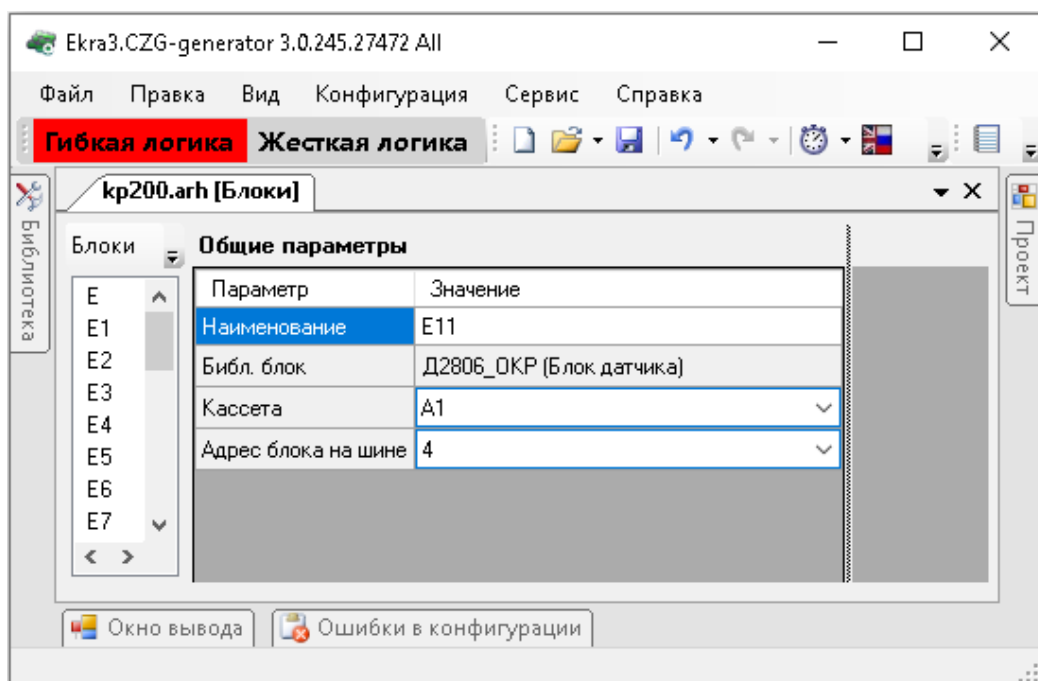 Ekra3.CZG-generator 3.0.245.27472 All
Файл Правка Вид Конфигурация Сервис Справка
Гибкая логика Жесткая логика
Библиотека
kp200.arh [Блоки]
Проект
Блоки
Общие параметры
E
E1
E2
E3
E4
E5
E6
E7
Параметр Значение
Наименование E11
Библ. блок Д2806_ОКР (Блок датчика)
Кассета A1
Адрес блока на шине 4
Окно вывода Ошибки в конфигурации